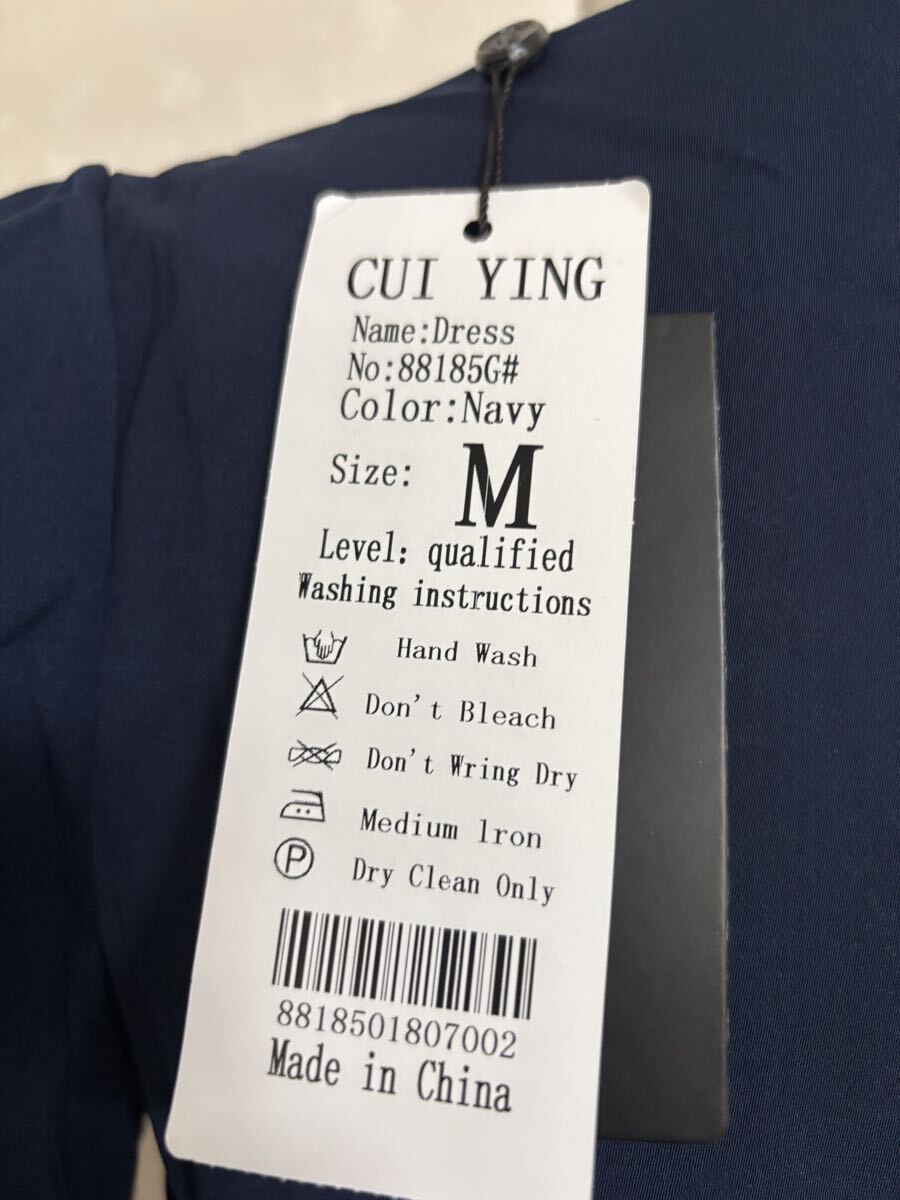 CUI YING
Name:Dress
No:88185G#
Color:Navy
Size: M
Level: qualified
Washing instructions
Hand Wash
Don't Bleach
Don't Wring Dry
Medium lron
P Dry Clean Only
8818501807002
Made in China